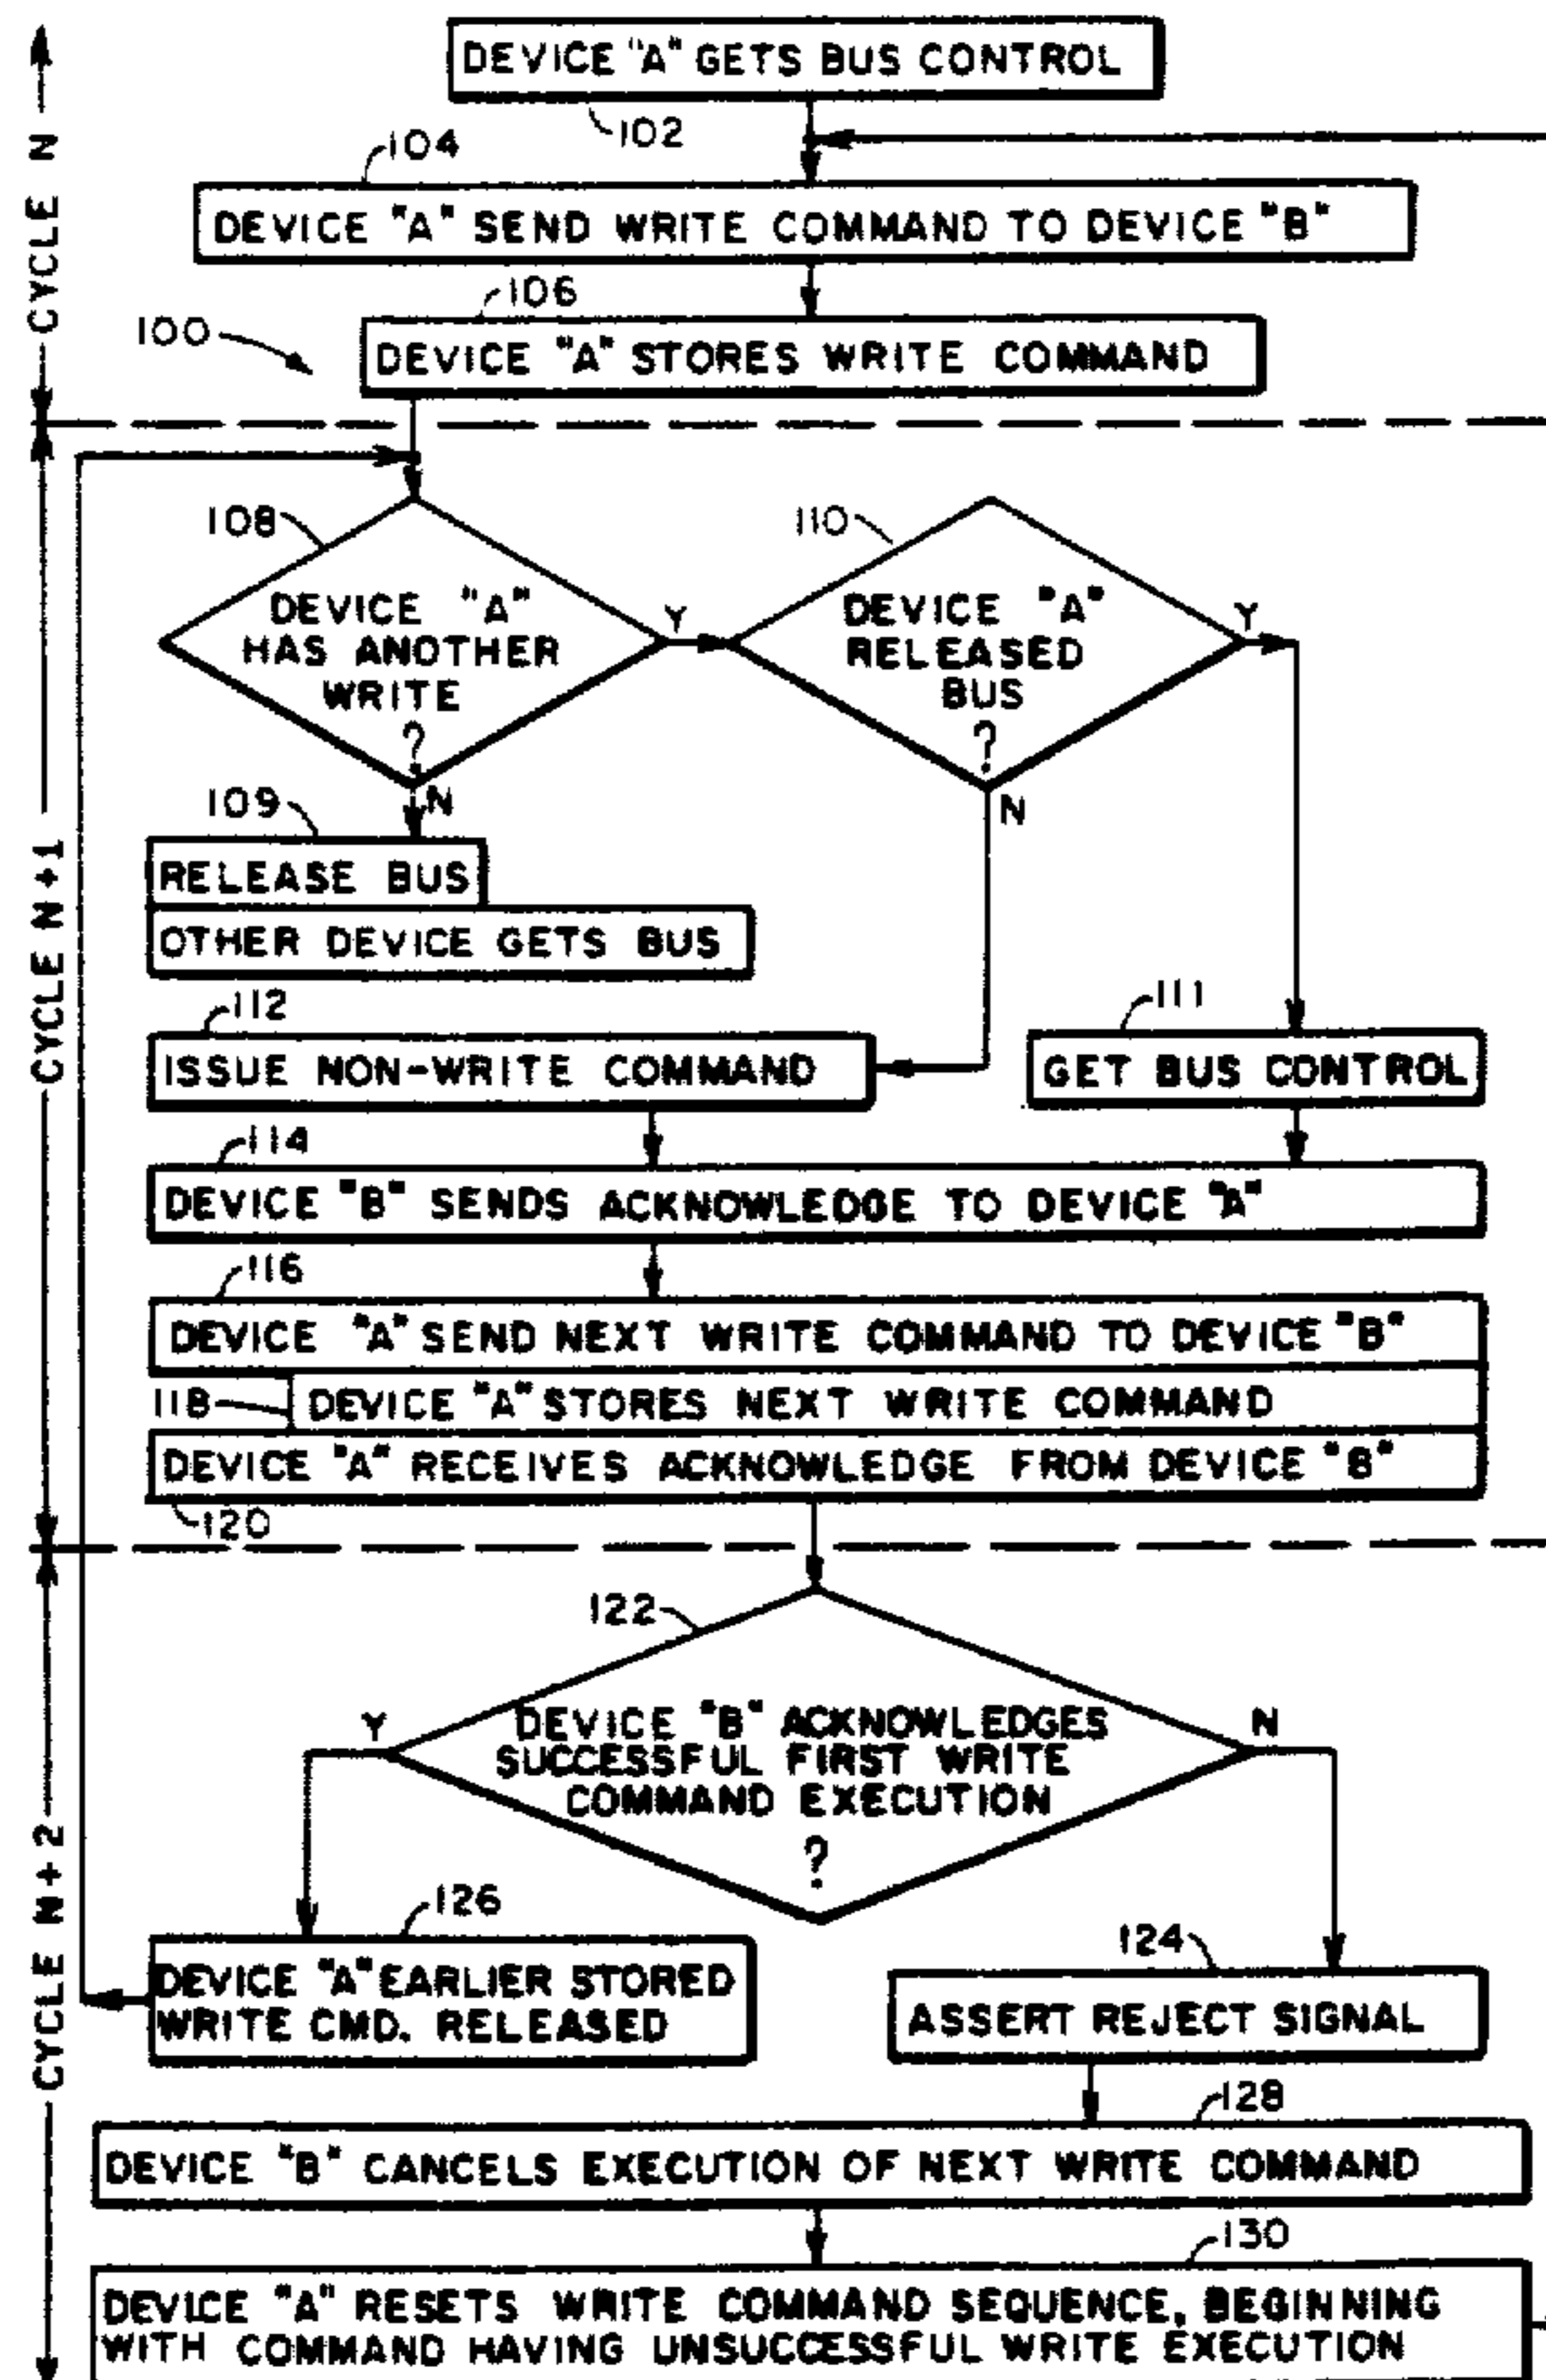 DEVICE "A" GETS BUS CONTROL
102
104
DEVICE "A" SEND WRITE COMMAND TO DEVICE "B"
106
100
DEVICE "A" STORES WRITE COMMAND
CYCLE N
108
DEVICE "A"
HAS ANOTHER
WRITE
?
Y
N
110
DEVICE "A"
RELEASED
BUS
?
Y
N
109
RELEASE BUS
OTHER DEVICE GETS BUS
112
ISSUE NON-WRITE COMMAND
111
GET BUS CONTROL
CYCLE N+1
114
DEVICE "B" SENDS ACKNOWLEDGE TO DEVICE "A"
116
DEVICE "A" SEND NEXT WRITE COMMAND TO DEVICE "B"
118
DEVICE "A" STORES NEXT WRITE COMMAND
DEVICE "A" RECEIVES ACKNOWLEDGE FROM DEVICE "B"
120
122
DEVICE "B" ACKNOWLEDGES
SUCCESSFUL FIRST WRITE
COMMAND EXECUTION
?
Y
N
CYCLE N+2
126
DEVICE "A" EARLIER STORED
WRITE CMD. RELEASED
124
ASSERT REJECT SIGNAL
128
DEVICE "B" CANCELS EXECUTION OF NEXT WRITE COMMAND
130
DEVICE "A" RESETS WRITE COMMAND SEQUENCE, BEGINNING
WITH COMMAND HAVING UNSUCCESSFUL WRITE EXECUTION